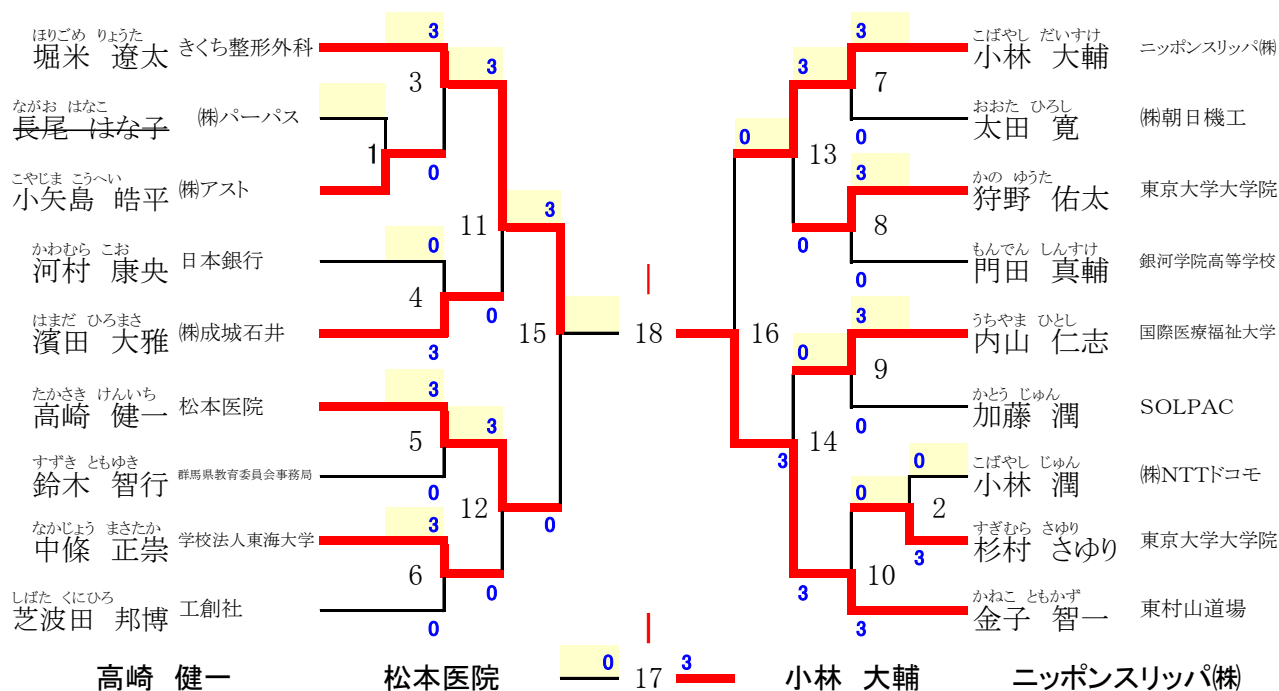 ほりごめ りょうた
堀米 遼太 きくち整形外科
3
3
3
ながお はなこ
長尾 はな子 ㈱パーパス
1
0
こやじま こうへい
小矢島 皓平 ㈱アスト
11
3
かわむら こお
河村 康央 日本銀行
0
4
0
はまだ ひろまさ
濱田 大雅 ㈱成城石井
3
15
たかさき けんいち
高崎 健一 松本医院
3
5
3
すずき ともゆき
鈴木 智行 群馬県教育委員会事務局
0
12
0
なかじょう まさたか
中條 正崇 学校法人東海大学
3
6
0
しばた くにひろ
芝波田 邦博 工創社
0
18
こばやし だいすけ
小林 大輔 ニッポンスリッパ㈱
3
3
7
おおた ひろし
太田 寛 ㈱朝日機工
0
0
13
かの ゆうた
狩野 佑太 東京大学大学院
3
8
0
もんでん しんすけ
門田 真輔 銀河学院高等学校
0
16
うちやま ひとし
内山 仁志 国際医療福祉大学
3
0
9
かとう じゅん
加藤 潤 SOLPAC
0
14
3
こばやし じゅん
小林 潤 ㈱NTTドコモ
0
0
2
すぎむら さゆり
杉村 さゆり 東京大学大学院
3
10
3
かねこ ともかず
金子 智一 東村山道場
3
高崎 健一 松本医院 0 17 3 小林 大輔 ニッポンスリッパ㈱